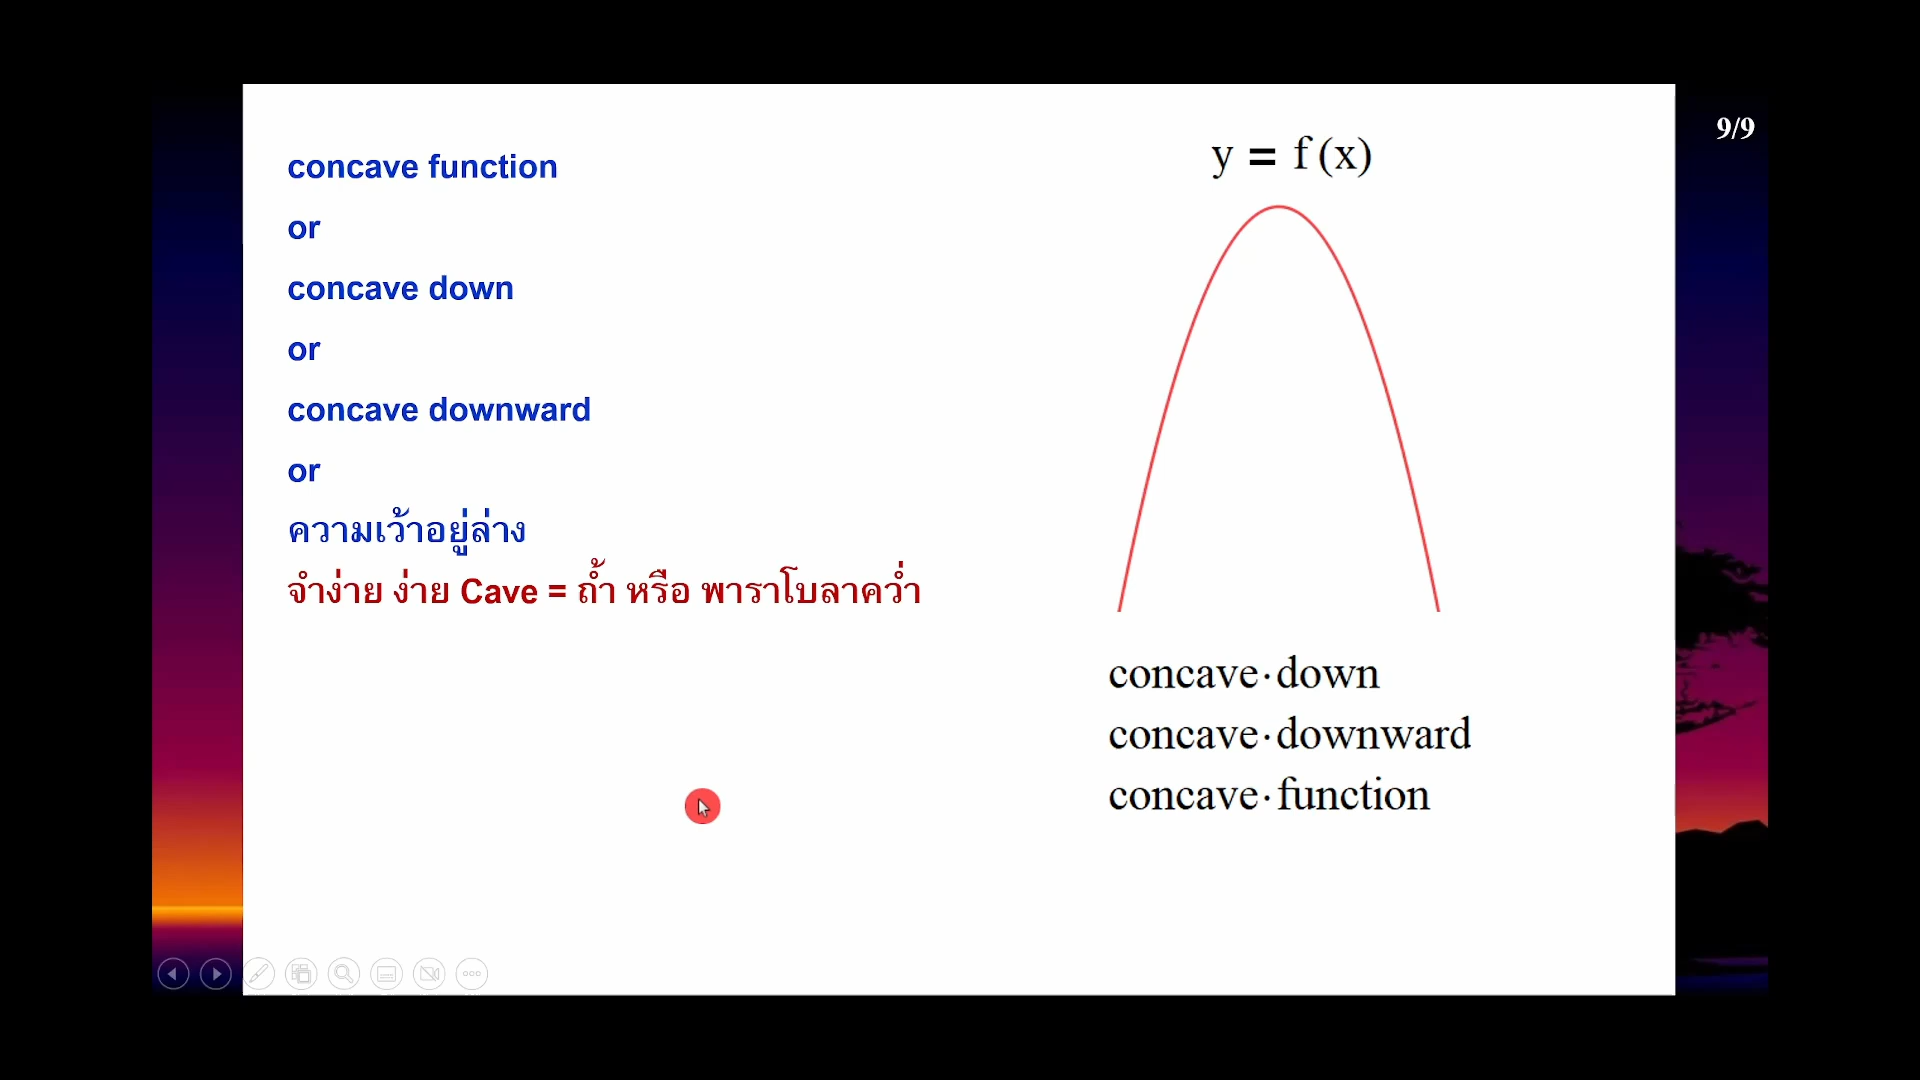 9/9
concave function
or
concave down
or
concave downward
or
ความเว้าอยู่ล่าง
จำง่าย ง่าย Cave = ถ้ำ หรือ พาราโบลาคว่ำ
y = f (x)
concave·down
concave·downward
concave·function